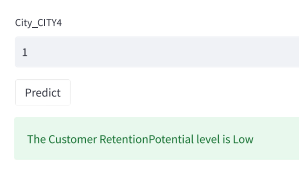 City_CITY4
1
Predict
The Customer RetentionPotential level is Low